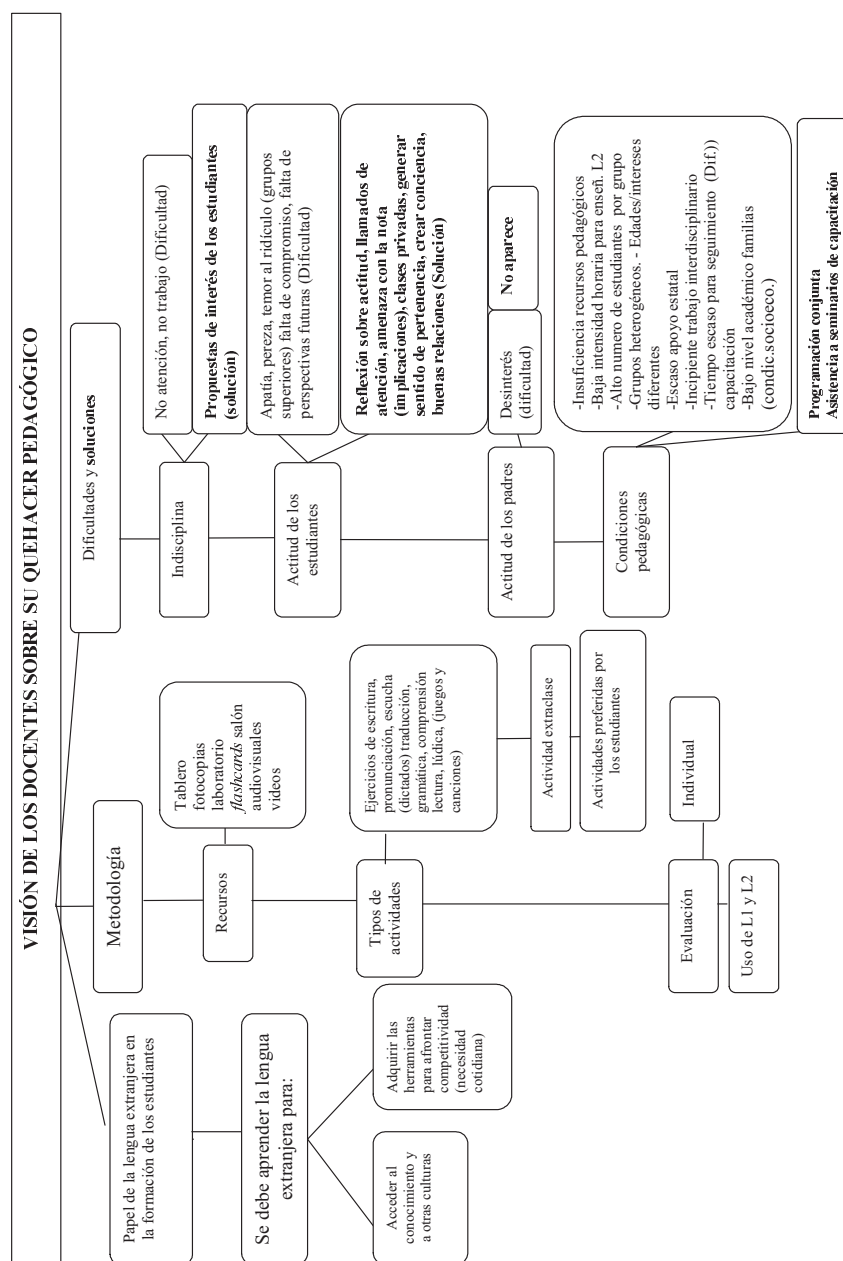 VISIÓN DE LOS DOCENTES SOBRE SU QUEHACER PEDAGÓGICO
Papel de la lengua extranjera en
la formación de los estudiantes
Se debe aprender la lengua
extranjera para:
Acceder al
conocimiento y
a otras culturas
Adquirir las
herramientas
para afrontar
competitividad
(necesidad
cotidiana)
Metodología
Recursos
Tablero
fotocopias
laboratorio
flashcards salón
audiovisuales
videos
Tipos de
actividades
Ejercicios de escritura,
pronunciación, escucha
(dictados) traducción,
gramática, comprensión
lectura, lúdica, (juegos y
canciones)
Actividad extraclase
Actividades preferidas por
los estudiantes
Evaluación
Individual
Uso de L1 y L2
Dificultades y soluciones
Indisciplina
No atención, no trabajo (Dificultad)
Propuestas de interés de los estudiantes
(solución)
Actitud de los
estudiantes
Apatía, pereza, temor al ridículo (grupos
superiores) falta de compromiso, falta de
perspectivas futuras (Dificultad)
Reflexión sobre actitud, llamados de
atención, amenaza con la nota
(implicaciones), clases privadas, generar
sentido de pertenencia, crear conciencia,
buenas relaciones (Solución)
Actitud de los padres
Desinterés
(dificultad)
No aparece
Condiciones
pedagógicas
-Insuficiencia recursos pedagógicos
-Baja intensidad horaria para enseñ. L2
-Alto numero de estudiantes por grupo
-Grupos heterogéneos. - Edades/intereses
diferentes
-Escaso apoyo estatal
-Incipiente trabajo interdisciplinario
-Tiempo escaso para seguimiento (Dif.))
capacitación
-Bajo nivel académico familias
(condic.socioeco.)
Programación conjunta
Asistencia a seminarios de capacitación